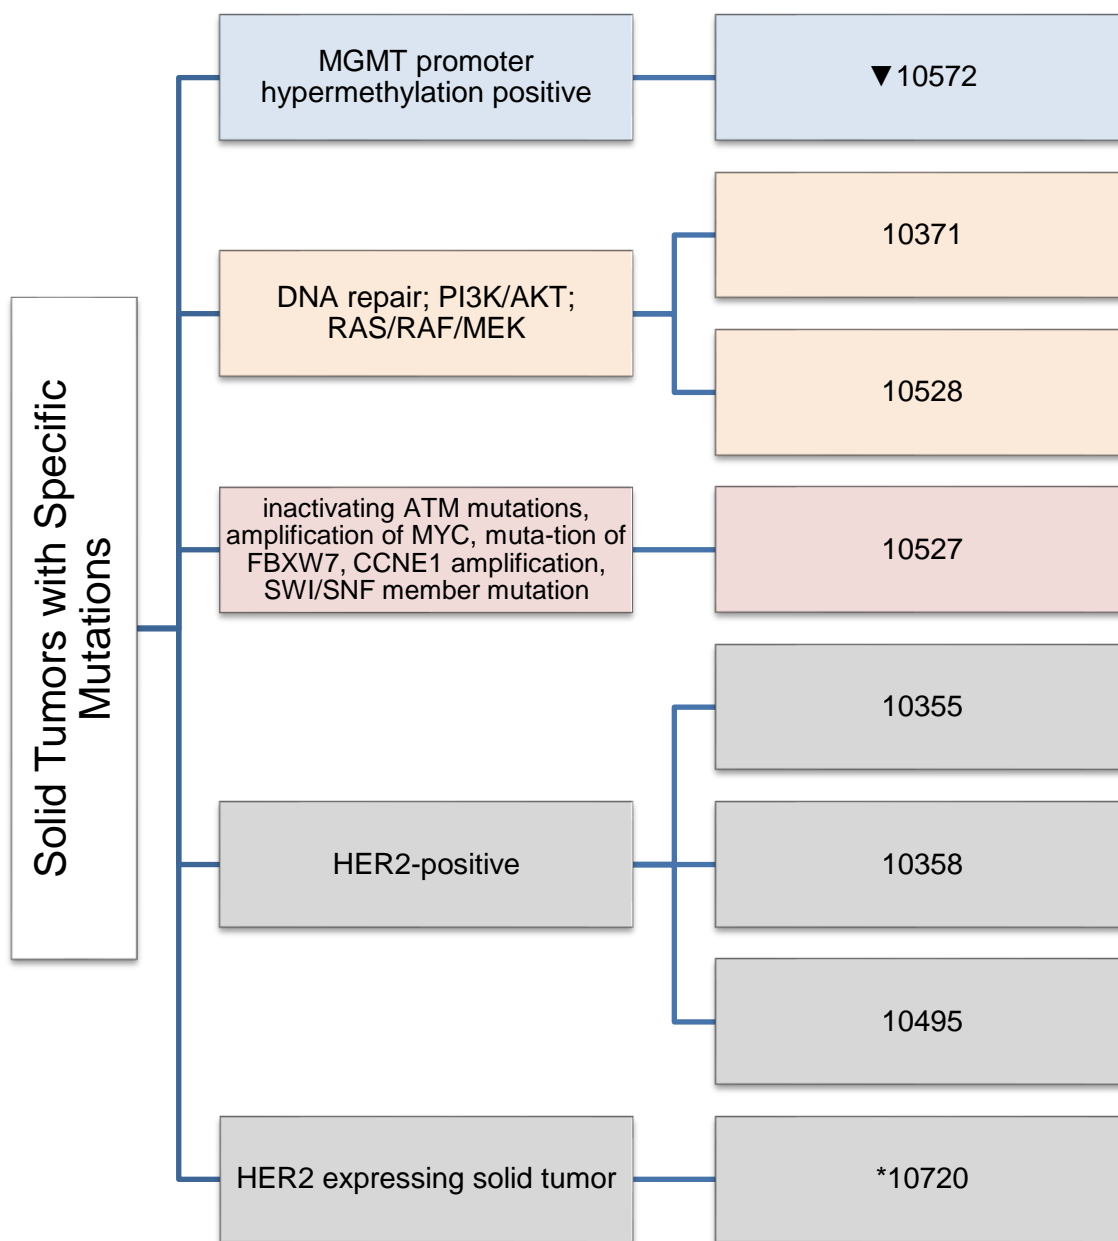 Solid Tumors with Specific
Mutations
MGMT promoter
hypermethylation positive
▼10572
DNA repair; PI3K/AKT;
RAS/RAF/MEK
10371
10528
inactivating ATM mutations,
amplification of MYC, muta-tion of
FBXW7, CCNE1 amplification,
SWI/SNF member mutation
10527
HER2-positive
10355
10358
10495
HER2 expressing solid tumor
*10720